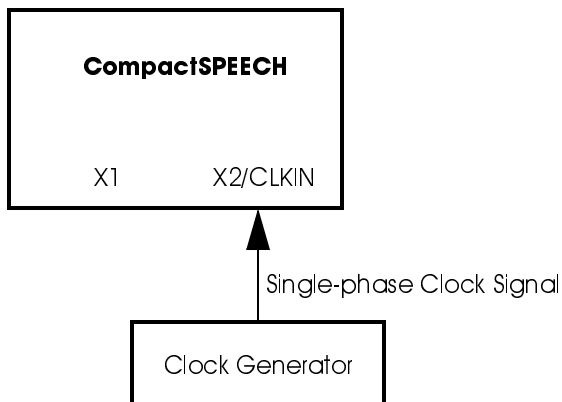 CompactSPEECH
X1 X2/CLKIN
Single-phase Clock Signal
Clock Generator